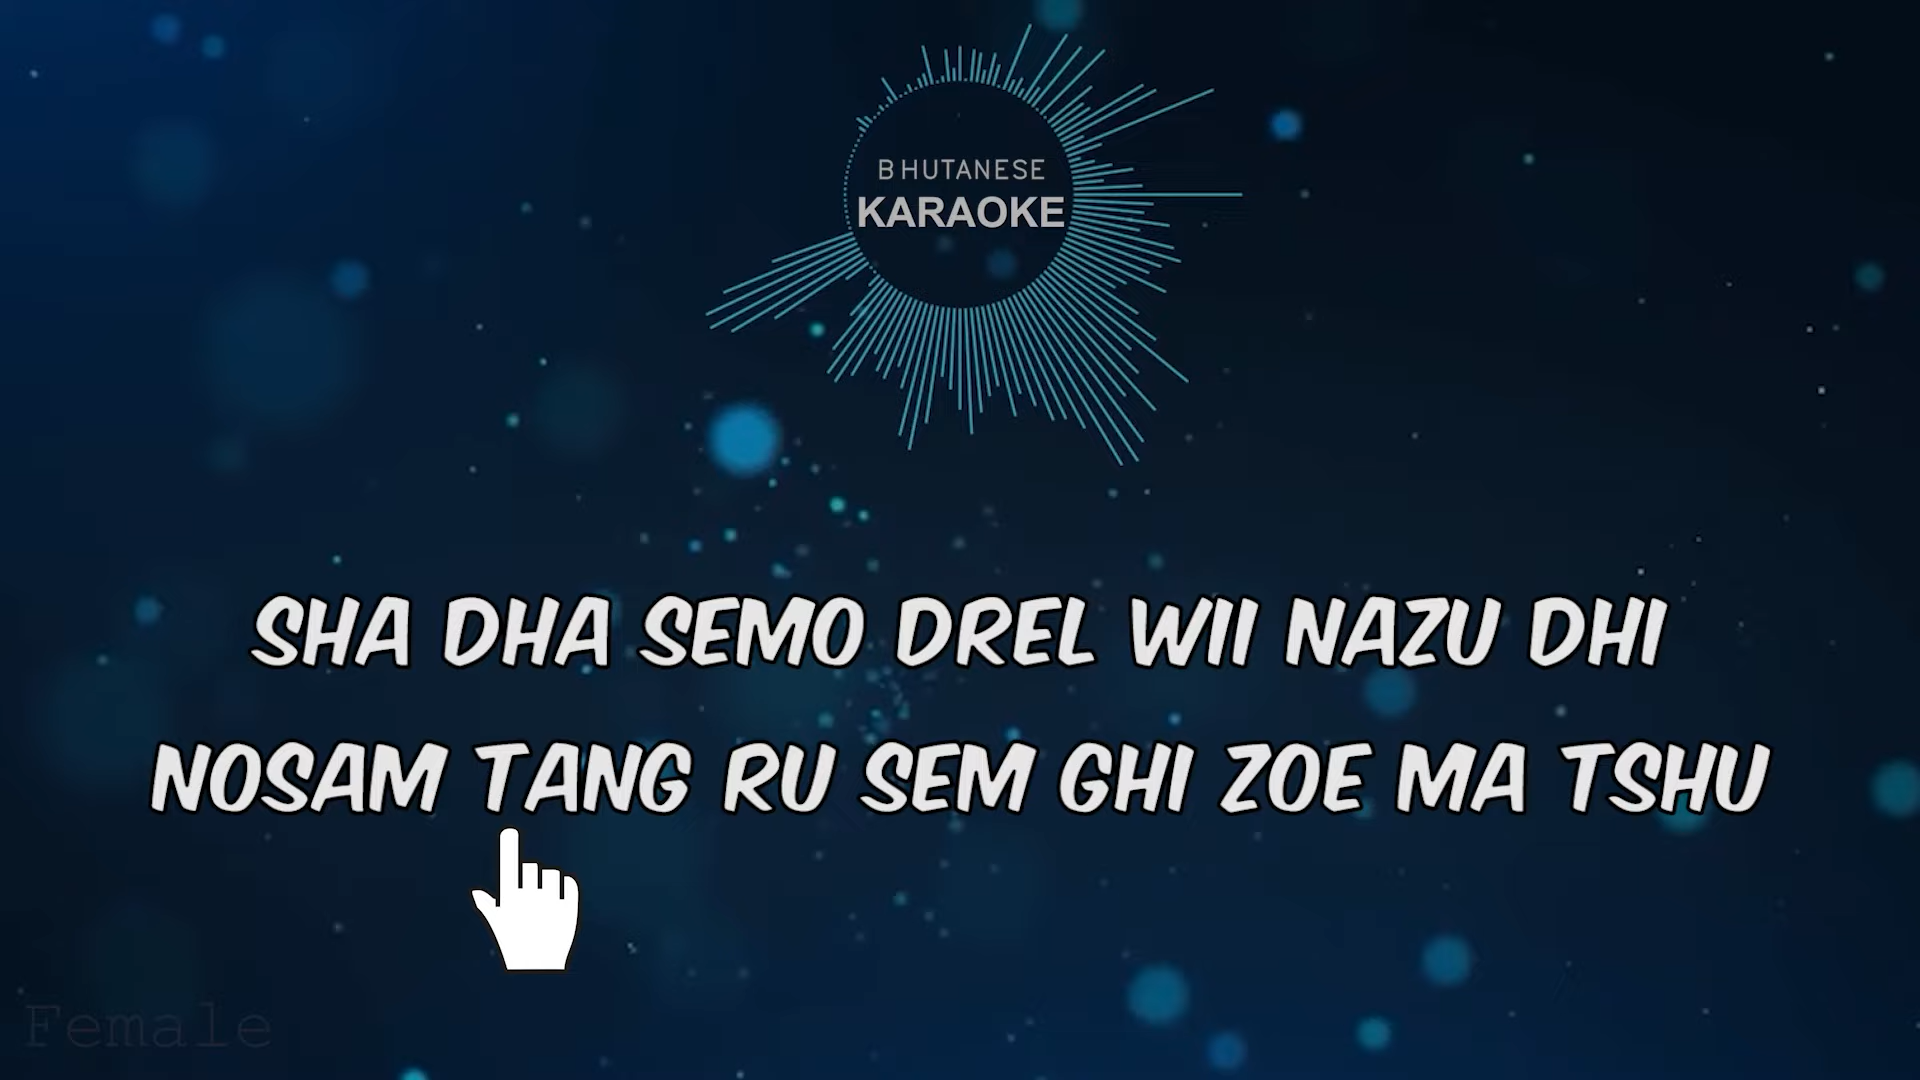 BHUTANESE
KARAOKE
SHA DHA SEMO DREL WII NAZU DHI
NOSAM TANG RU SEM GHI ZOE MA TSHU
Female